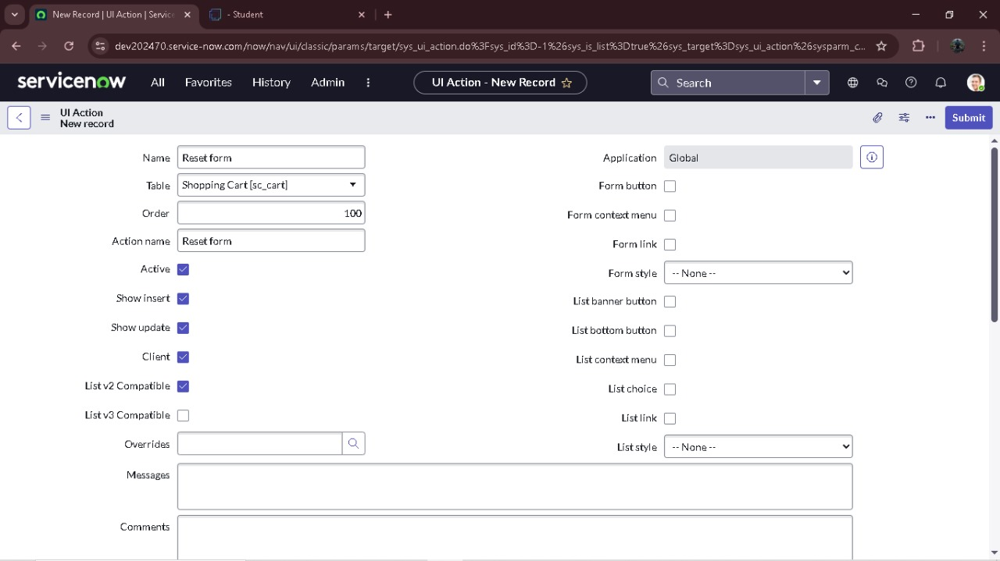 New Record | UI Action | Service
- Student
dev202470.service-now.com/now/nav/ui/classic/params/target/sys_ui_action.do%3Fsys_id%3D-1%26sys_is_list%3Dtrue%26sys_target%3Dsys_ui_action%26sysparm_c...
servicenow All Favorites History Admin UI Action - New Record Search
UI Action
New record
Submit
Name Reset form
Application Global
Table Shopping Cart [sc_cart]
Form button
Order 100
Form context menu
Action name Reset form
Form link
Active
Form style -- None --
Show insert
List banner button
Show update
List bottom button
Client
List context menu
List v2 Compatible
List choice
List v3 Compatible
List link
Overrides
List style -- None --
Messages
Comments